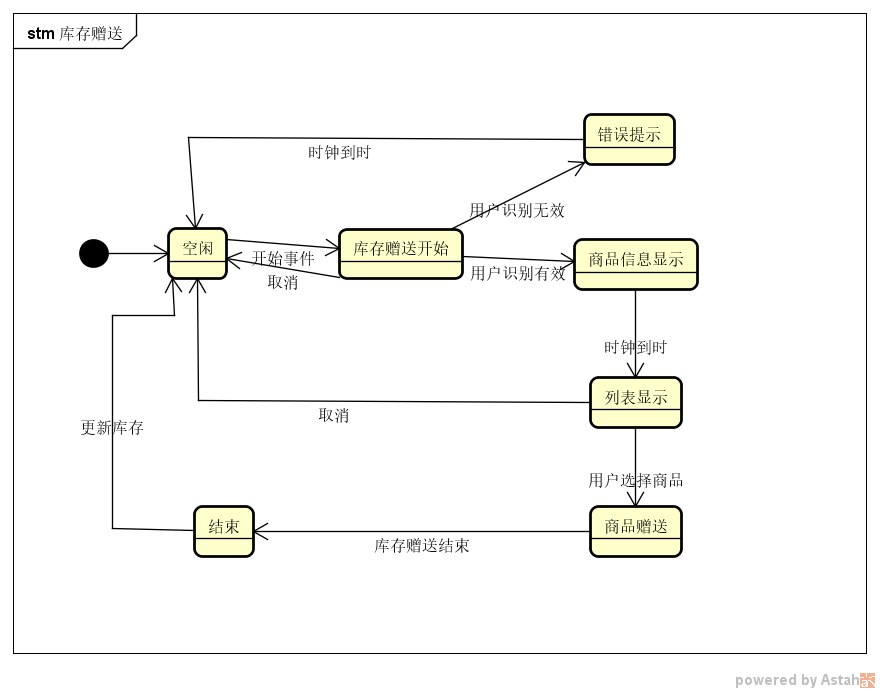 stm 库存赠送
错误提示
时钟到时
用户识别无效
空闲
库存赠送开始
商品信息显示
开始事件
用户识别有效
取消
时钟到时
列表显示
取消
更新库存
用户选择商品
结束
商品赠送
库存赠送结束
powered by Astah